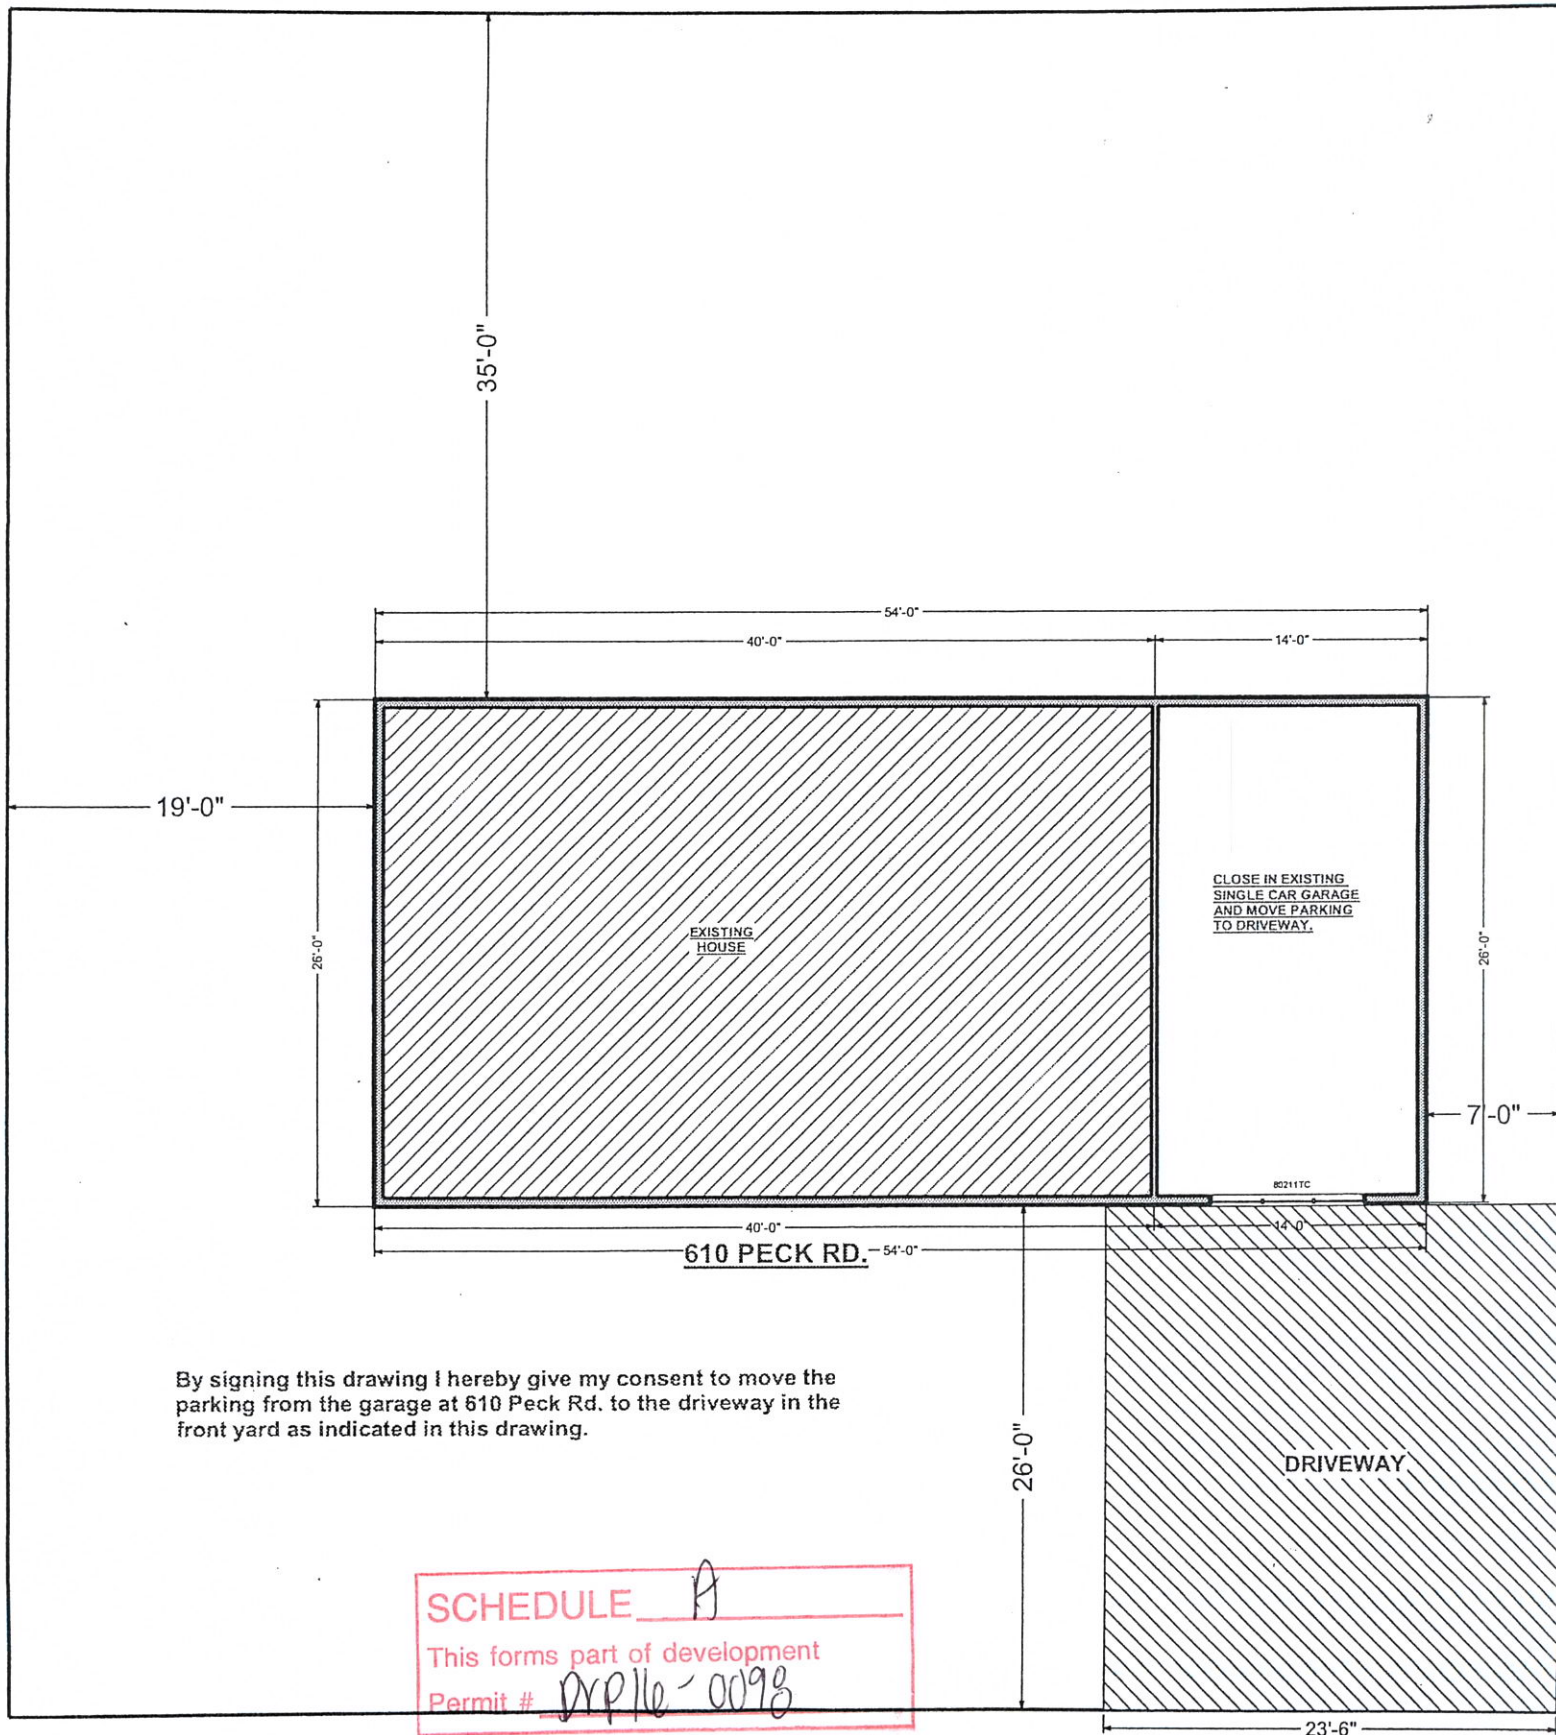 35'-0"
54'-0"
40'-0"
14'-0"
19'-0"
26'-0"
EXISTING
HOUSE
CLOSE IN EXISTING
SINGLE CAR GARAGE
AND MOVE PARKING
TO DRIVEWAY.
26'-0"
7'-0"
80211TC
40'-0"
14'-0"
610 PECK RD.
54'-0"
By signing this drawing I hereby give my consent to move the
parking from the garage at 610 Peck Rd. to the driveway in the
front yard as indicated in this drawing.
26'-0"
DRIVEWAY
SCHEDULE A
This forms part of development
Permit # DVP16-0098
23'-6"